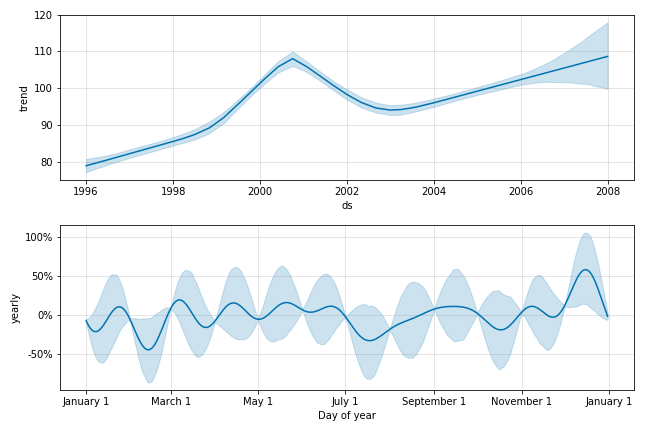 120
110
100
90
80
trend
1996
1998
2000
2002
2004
2006
2008
ds
100%
50%
0%
-50%
yearly
January 1
March 1
May 1
July 1
September 1
November 1
January 1
Day of year